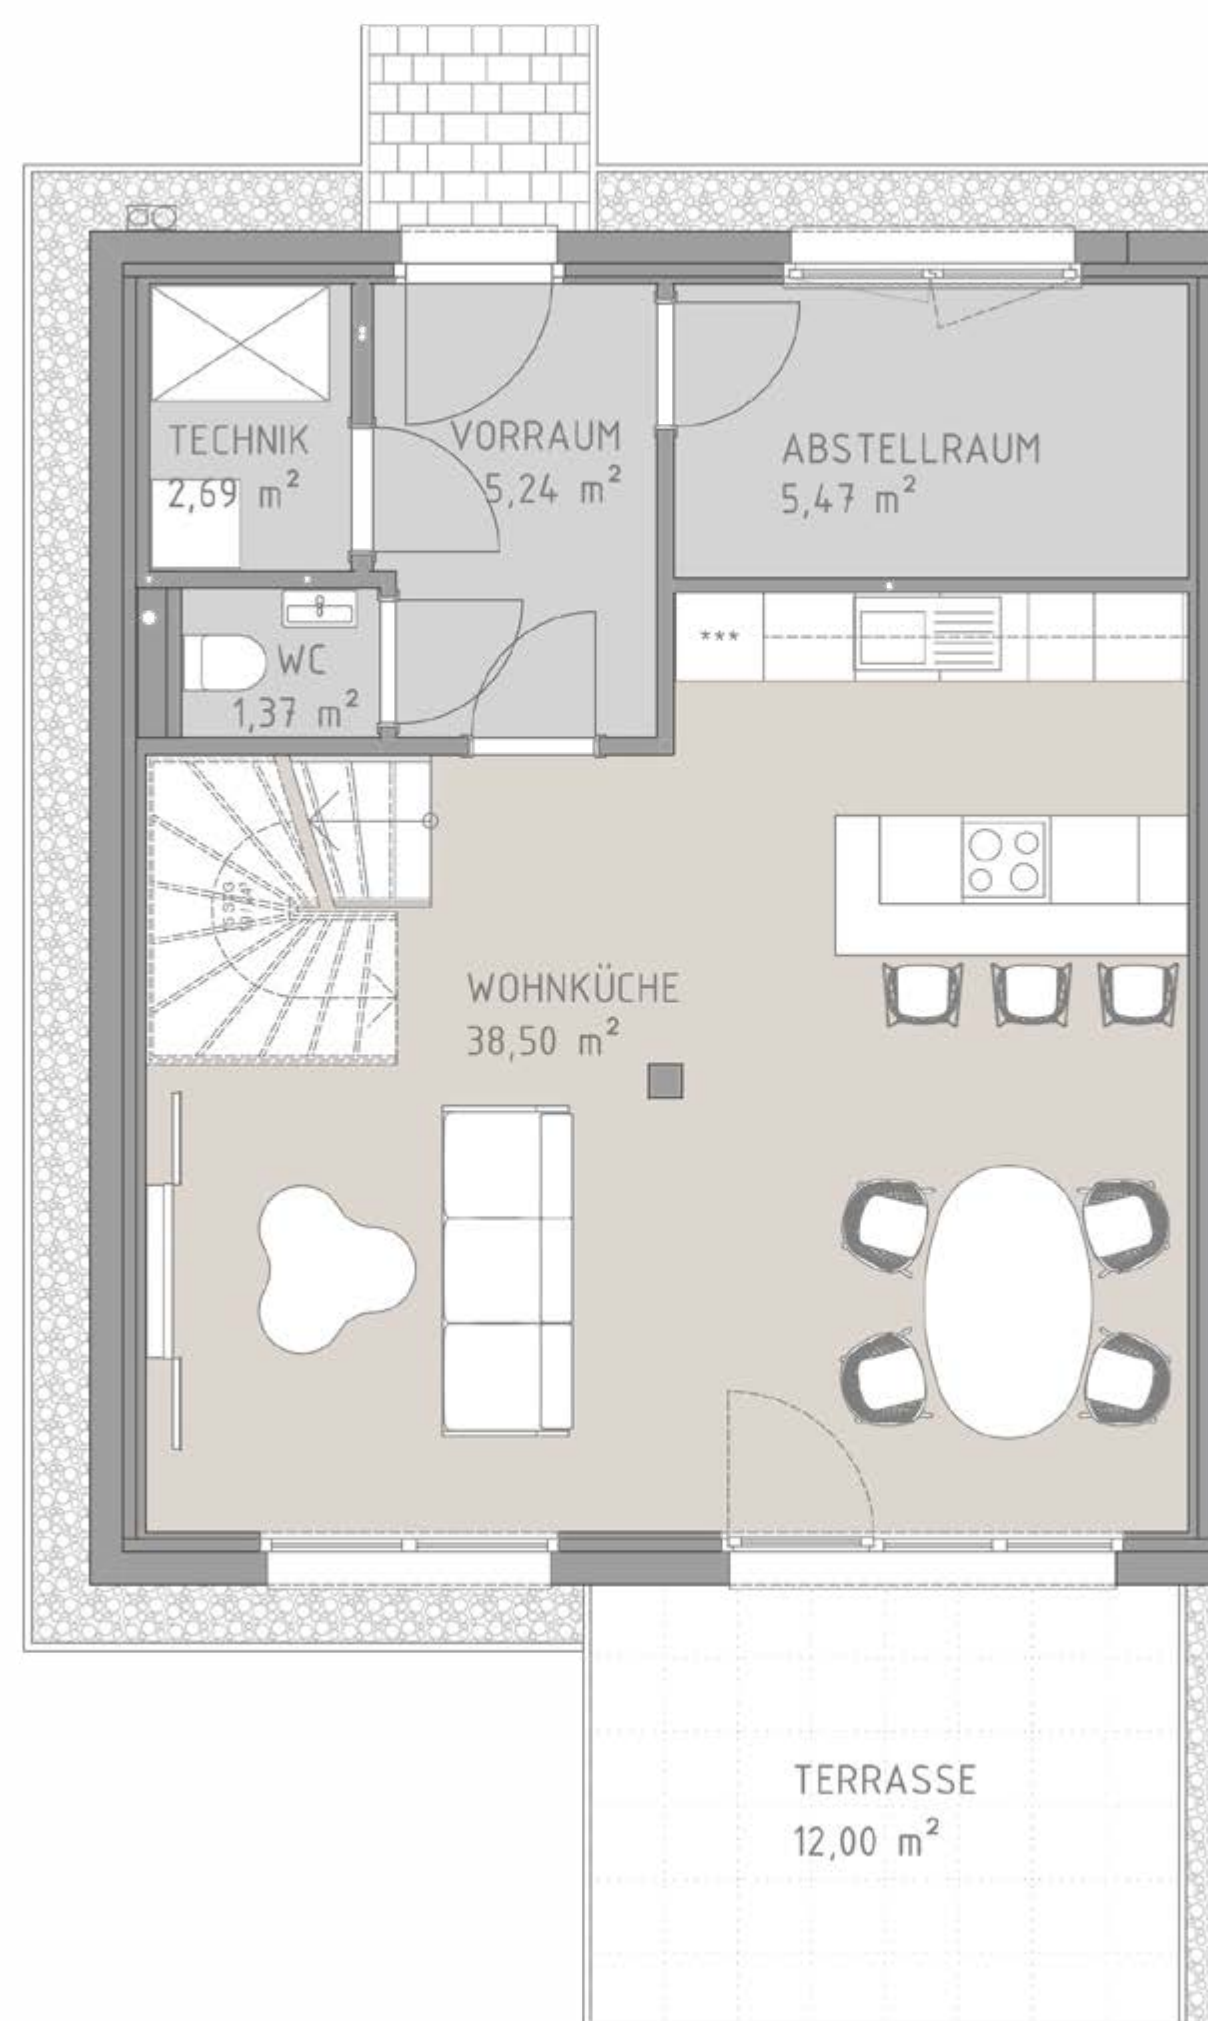 TECHNIK
2,69 m²
VORRAUM
5,24 m²
ABSTELLRAUM
5,47 m²
***
WC
1,37 m²
WOHNKÜCHE
38,50 m²
TERRASSE
12,00 m²